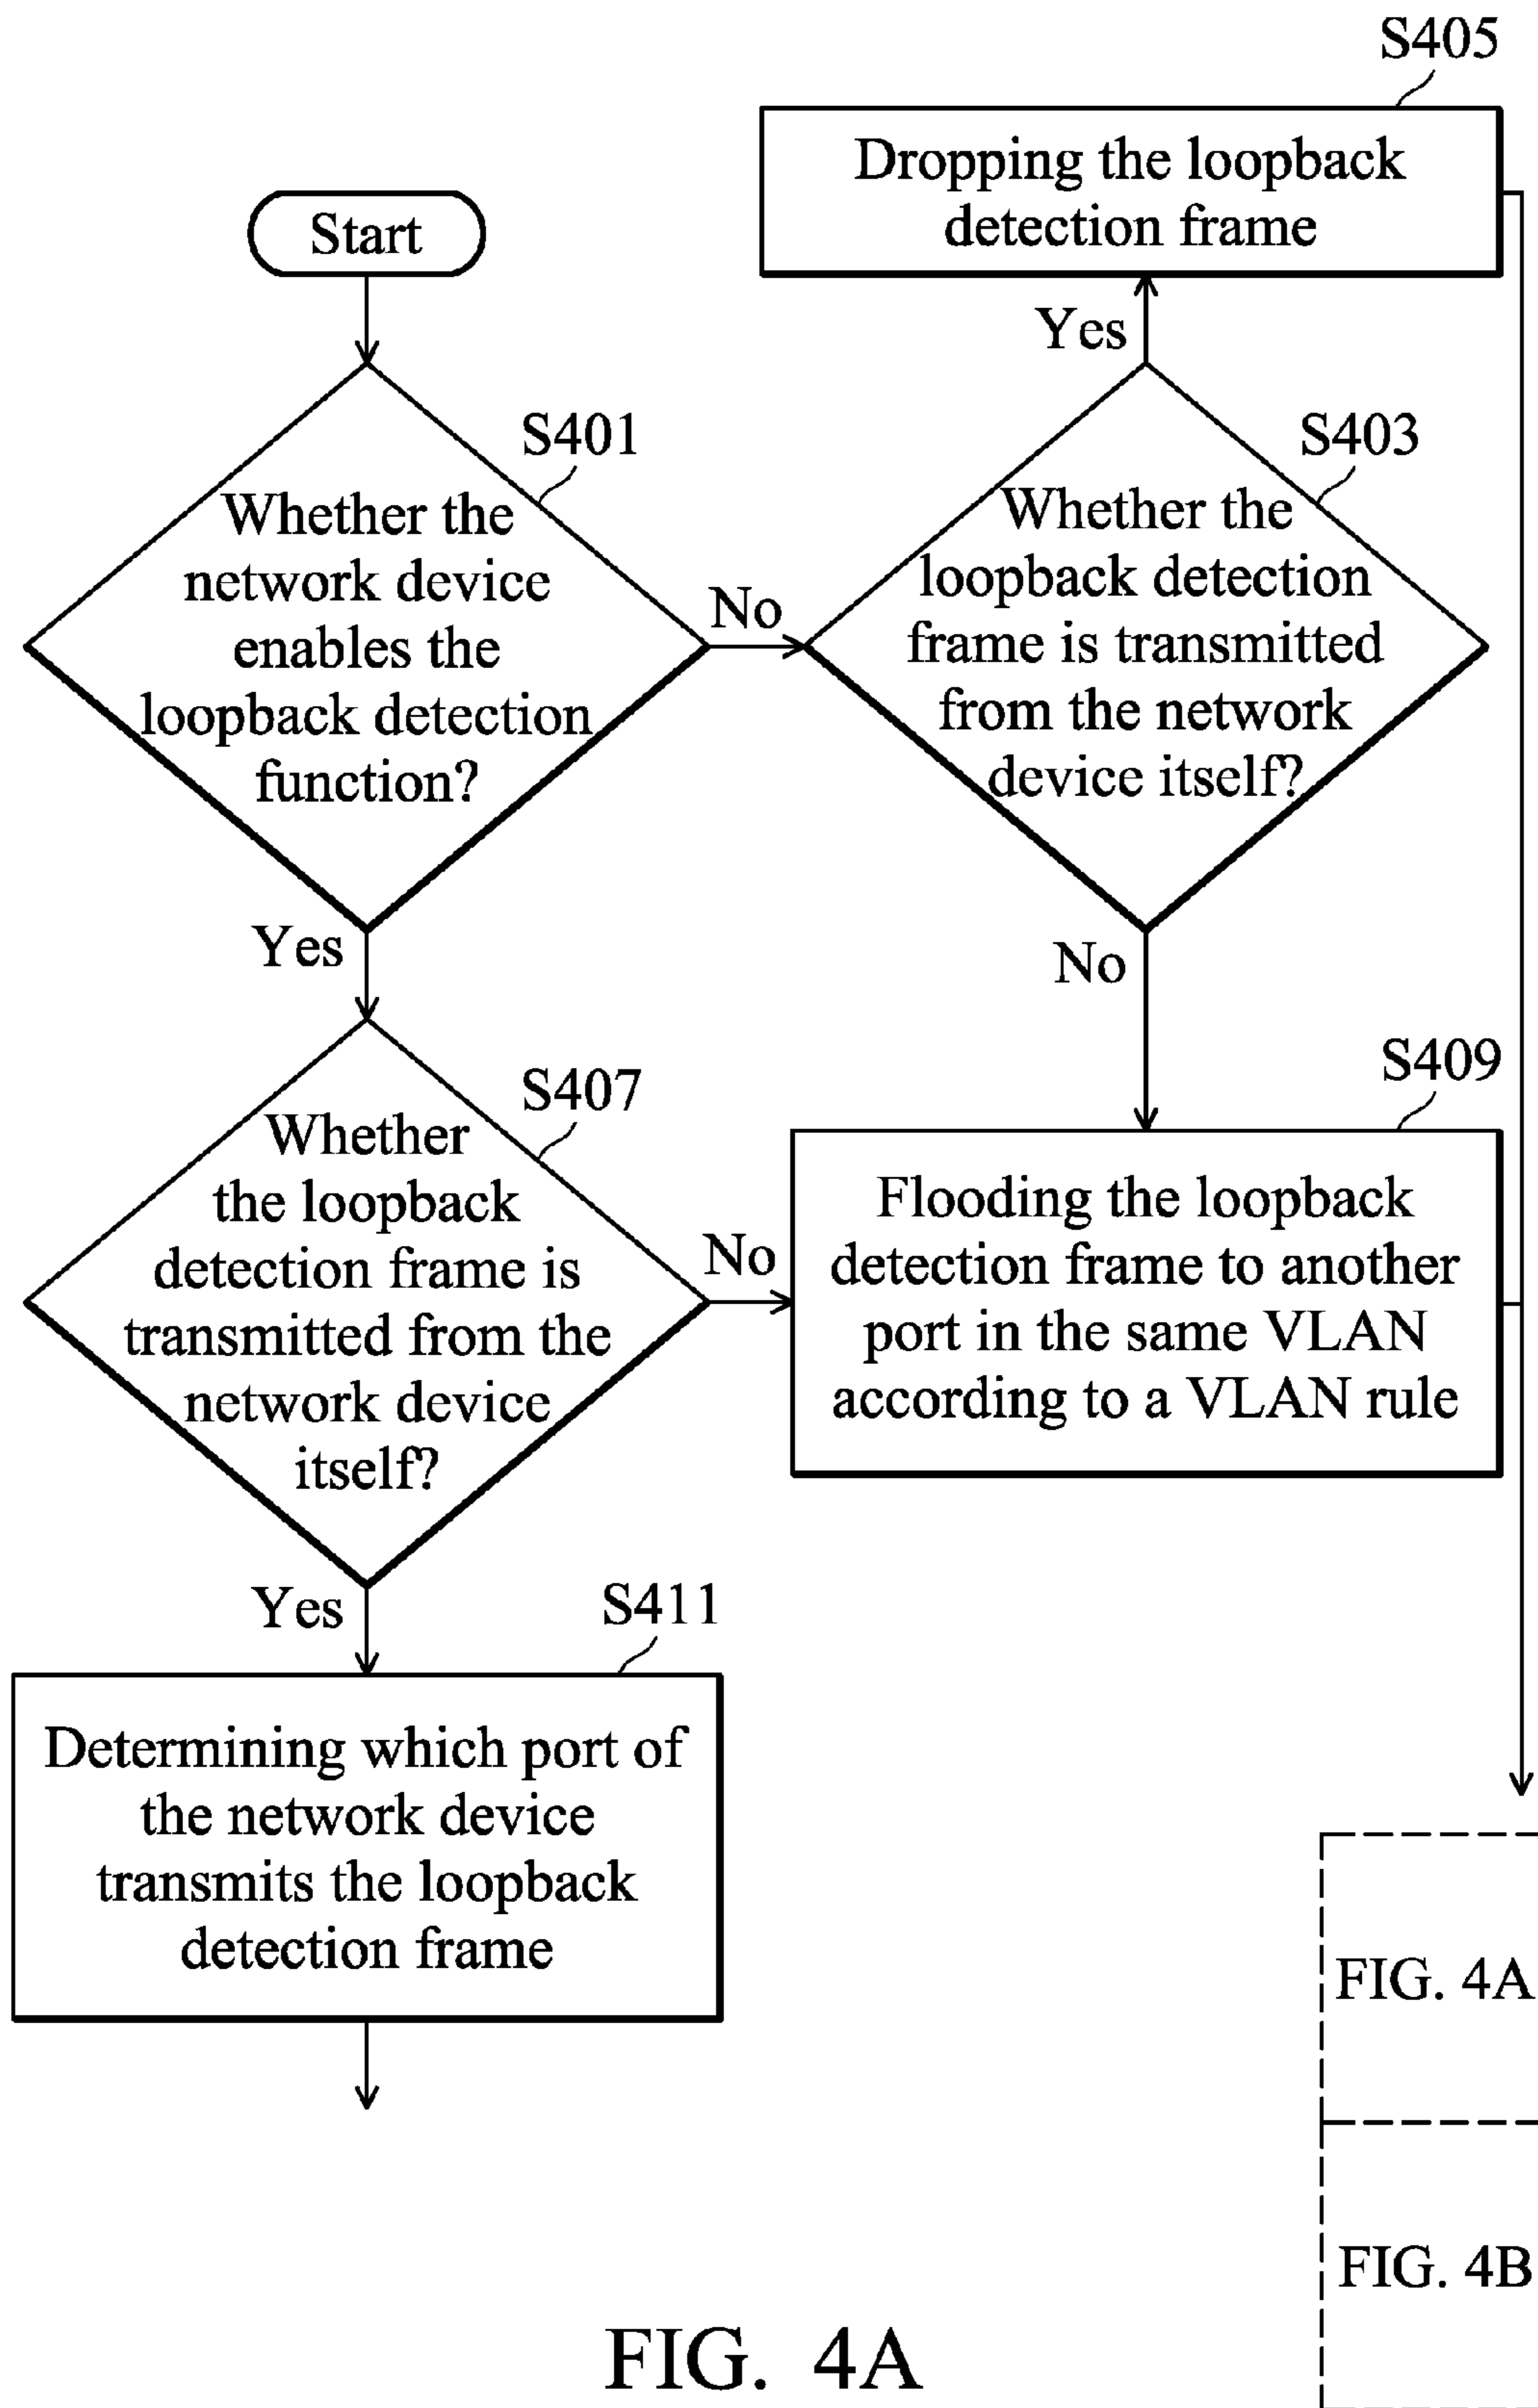 S405
Dropping the loopback
detection frame
Start
Yes
S401
Whether the
network device
enables the
loopback detection
function?
No
S403
Whether the
loopback detection
frame is transmitted
from the network
device itself?
Yes
No
S407
Whether
the loopback
detection frame is
transmitted from the
network device
itself?
No
S409
Flooding the loopback
detection frame to another
port in the same VLAN
according to a VLAN rule
Yes
S411
Determining which port of
the network device
transmits the loopback
detection frame
FIG. 4A
FIG. 4B
FIG. 4A